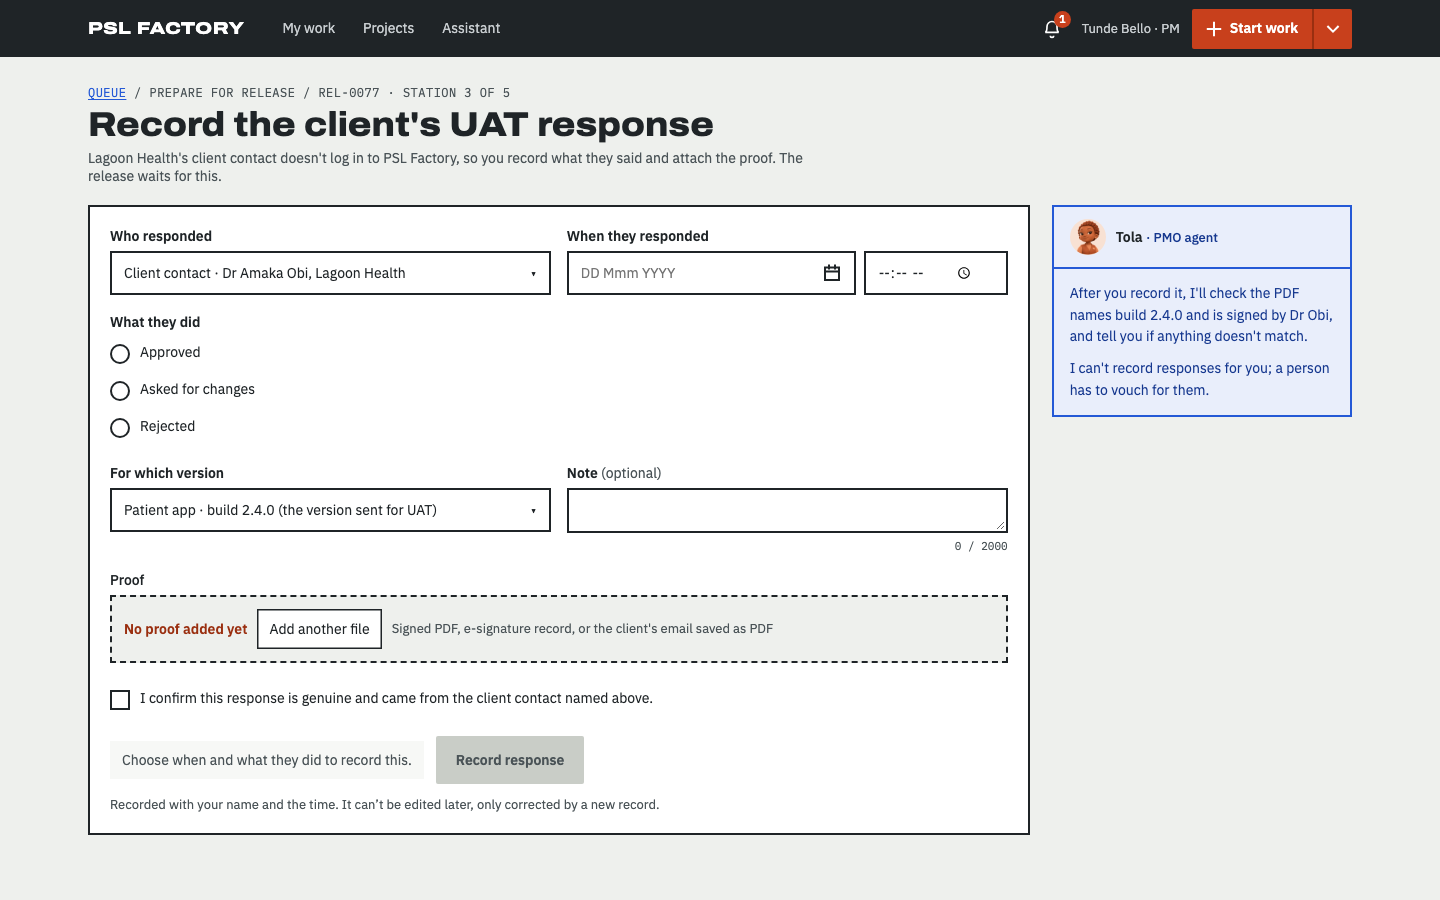 PSL FACTORY
My work
Projects
Assistant
1
Tunde Bello · PM
Start work
QUEUE / PREPARE FOR RELEASE / REL-0077 · STATION 3 OF 5
Record the client's UAT response
Lagoon Health's client contact doesn't log in to PSL Factory, so you record what they said and attach the proof. The
release waits for this.
Who responded
Client contact · Dr Amaka Obi, Lagoon Health
When they responded
DD Mmm YYYY
--:-- --
What they did
Approved
Asked for changes
Rejected
For which version
Patient app · build 2.4.0 (the version sent for UAT)
Note (optional)
0 / 2000
Proof
No proof added yet
Add another file
Signed PDF, e-signature record, or the client's email saved as PDF
I confirm this response is genuine and came from the client contact named above.
Choose when and what they did to record this.
Record response
Recorded with your name and the time. It can’t be edited later, only corrected by a new record.
Tola · PMO agent
After you record it, I'll check the PDF
names build 2.4.0 and is signed by Dr Obi,
and tell you if anything doesn't match.
I can't record responses for you; a person
has to vouch for them.